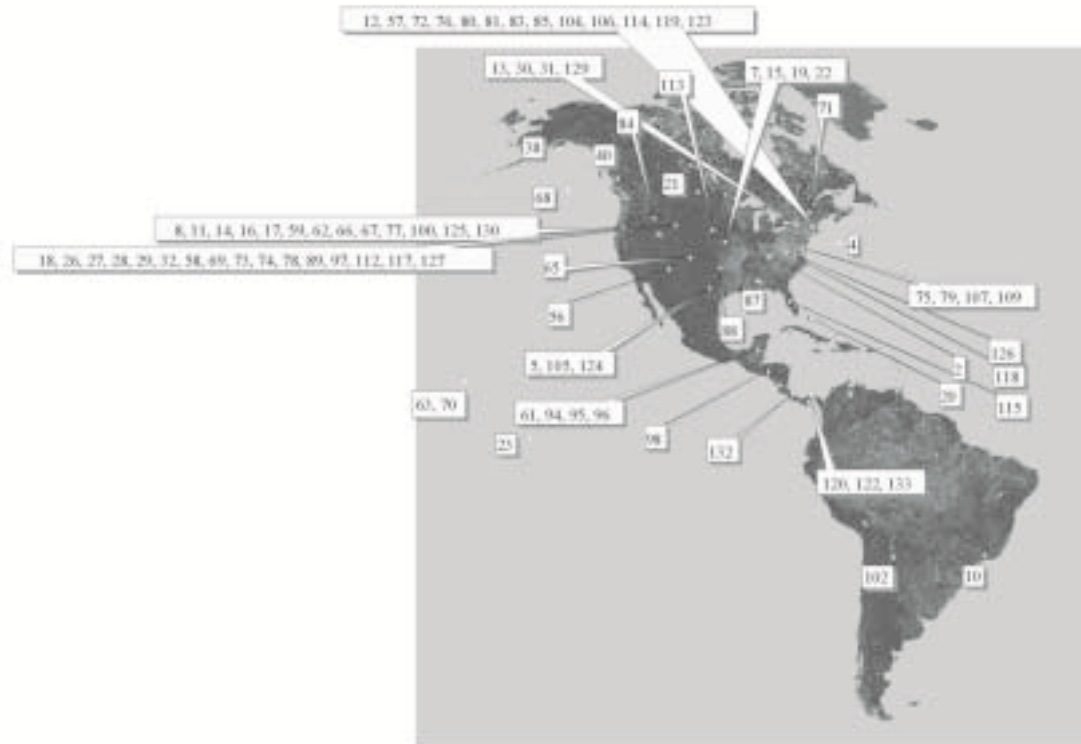 12, 57, 72, 76, 80, 81, 83, 85, 104, 106, 114, 119, 123
13, 30, 31, 129
7, 15, 19, 22
113
71
84
38
40
21
68
8, 11, 14, 16, 17, 59, 62, 66, 67, 77, 100, 125, 130
4
18, 26, 27, 28, 29, 32, 58, 69, 73, 74, 78, 89, 97, 112, 117, 127
65
75, 79, 107, 109
87
56
88
126
5, 105, 124
2
118
20
63, 70
115
61, 94, 95, 96
98
23
132
120, 122, 133
102
10